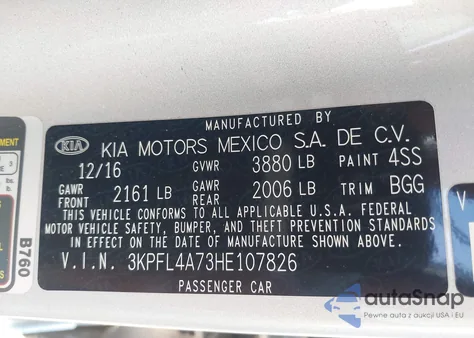 MANUFACTURED BY
KIA KIA MOTORS MEXICO S.A. DE C.V.
12/16 GVWR 3880 LB PAINT 4SS
GAWR FRONT 2161 LB GAWR REAR 2006 LB TRIM BGG
THIS VEHICLE CONFORMS TO ALL APPLICABLE U.S.A. FEDERAL
MOTOR VEHICLE SAFETY, BUMPER, AND THEFT PREVENTION STANDARDS
IN EFFECT ON THE DATE OF MANUFACTURE SHOWN ABOVE.
V.I.N. 3KPFL4A73HE107826
PASSENGER CAR
B760
autoSnap
Pewne auta z aukcji USA i EU